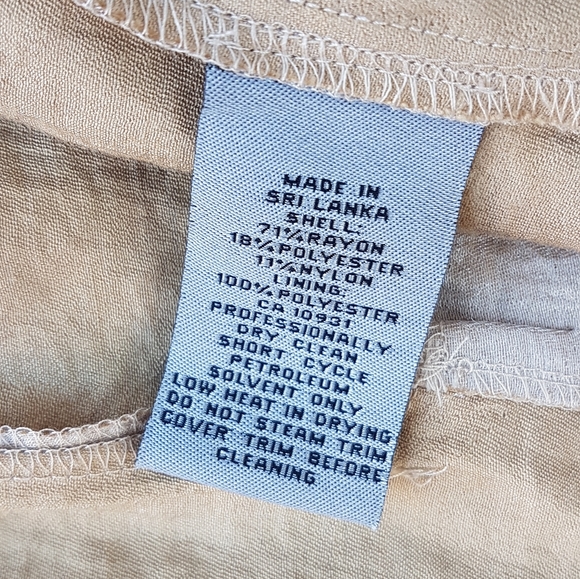 MADE IN
SRI LANKA
SHELL:
71%RAYON
18%POLYESTER
11%NYLON
LINING:
100%POLYESTER
CA 10931
PROFESSIONALLY
DRY CLEAN
SHORT CYCLE
PETROLEUM
SOLVENT ONLY
LOW HEAT IN DRYING
DO NOT STEAM TRIM
COVER TRIM BEFORE
CLEANING